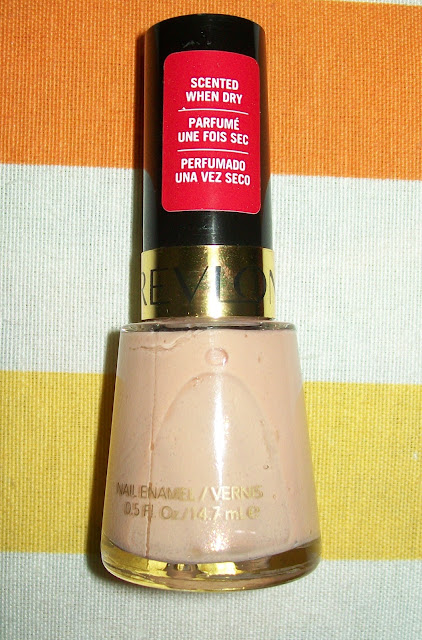 SCENTED
WHEN DRY
PARFUMÉ
UNE FOIS SEC
PERFUMADO
UNA VEZ SECO
REVLON
NAIL ENAMEL / VERNIS
0.5 Fl. Oz / 14.7 mL e